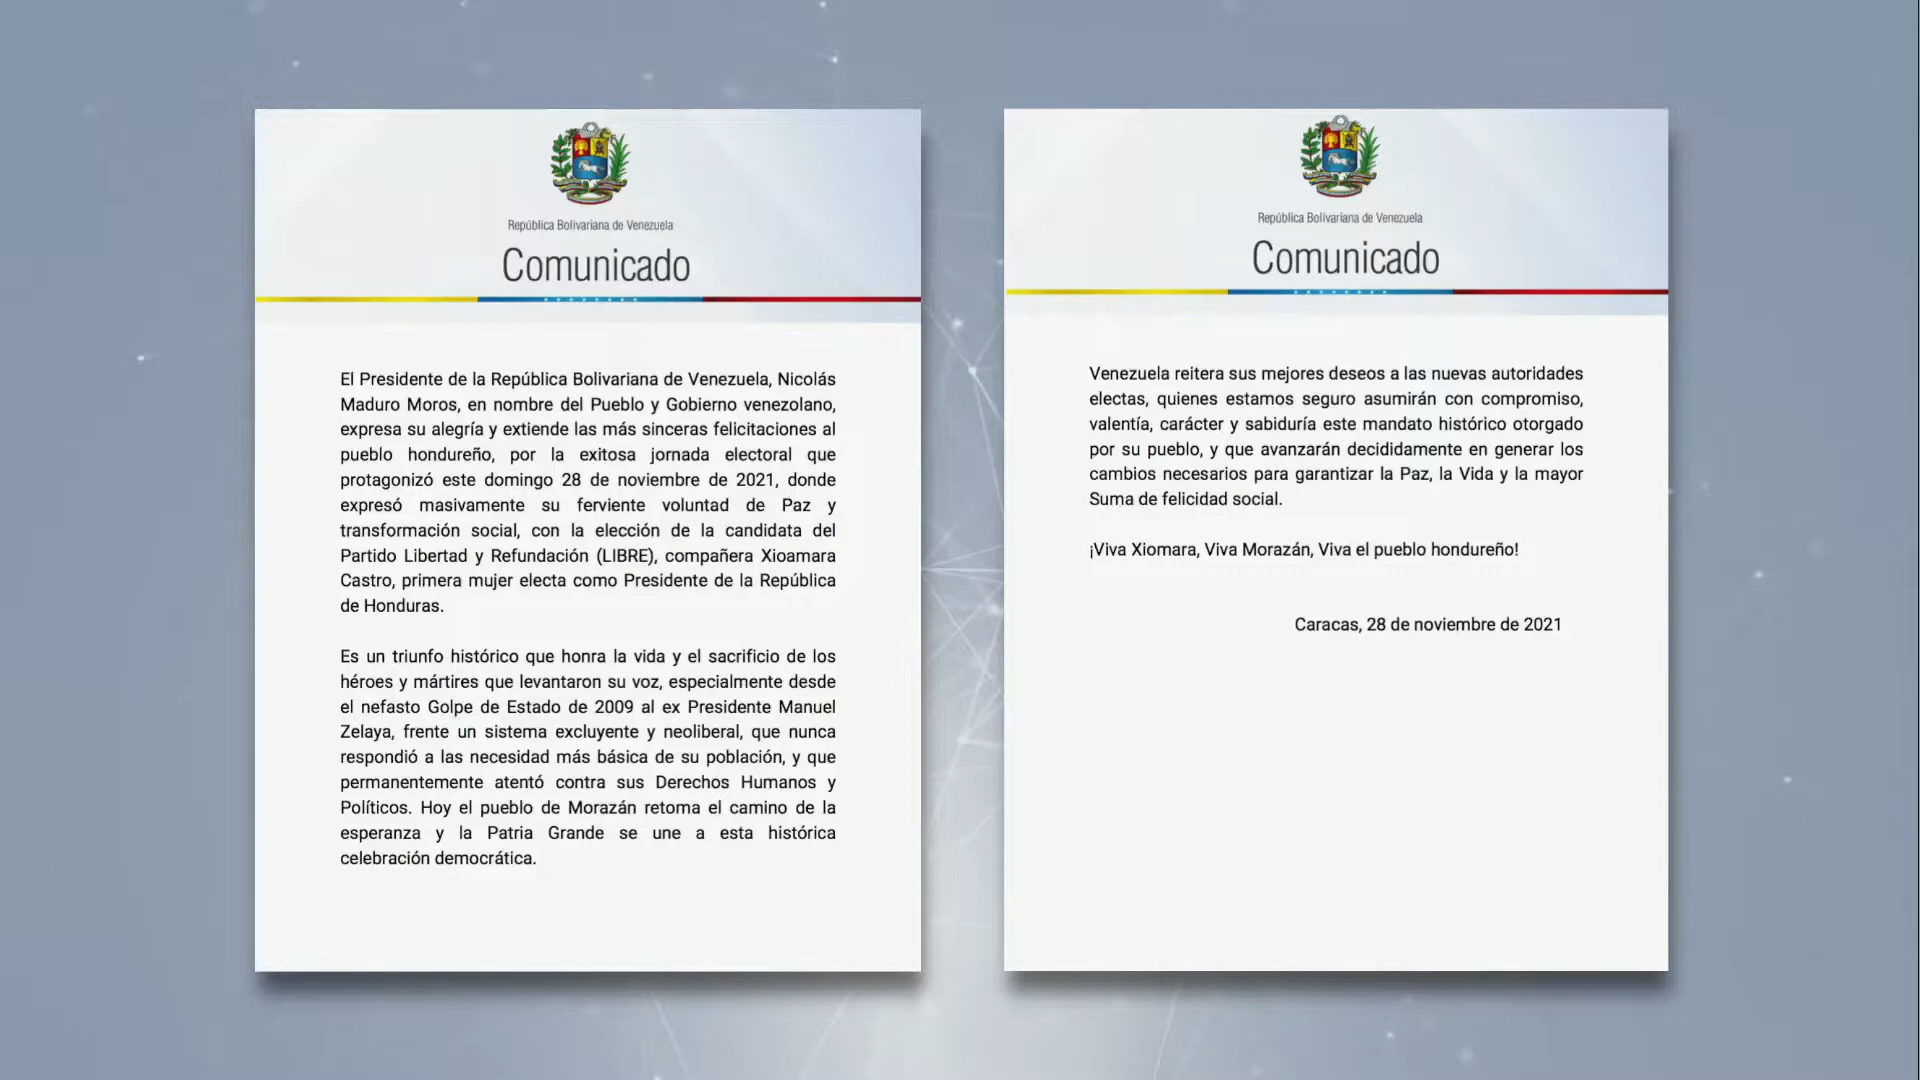 República Bolivariana de Venezuela
Comunicado
El Presidente de la República Bolivariana de Venezuela, Nicolás
Maduro Moros, en nombre del Pueblo y Gobierno venezolano,
expresa su alegría y extiende las más sinceras felicitaciones al
pueblo hondureño, por la exitosa jornada electoral que
protagonizó este domingo 28 de noviembre de 2021, donde
expresó masivamente su ferviente voluntad de Paz y
transformación social, con la elección de la candidata del
Partido Libertad y Refundación (LIBRE), compañera Xioamara
Castro, primera mujer electa como Presidente de la República
de Honduras.
Es un triunfo histórico que honra la vida y el sacrificio de los
héroes y mártires que levantaron su voz, especialmente desde
el nefasto Golpe de Estado de 2009 al ex Presidente Manuel
Zelaya, frente un sistema excluyente y neoliberal, que nunca
respondió a las necesidad más básica de su población, y que
permanentemente atentó contra sus Derechos Humanos y
Políticos. Hoy el pueblo de Morazán retoma el camino de la
esperanza y la Patria Grande se une a esta histórica
celebración democrática.
República Bolivariana de Venezuela
Comunicado
Venezuela reitera sus mejores deseos a las nuevas autoridades
electas, quienes estamos seguro asumirán con compromiso,
valentía, carácter y sabiduría este mandato histórico otorgado
por su pueblo, y que avanzarán decididamente en generar los
cambios necesarios para garantizar la Paz, la Vida y la mayor
Suma de felicidad social.
¡Viva Xiomara, Viva Morazán, Viva el pueblo hondureño!
Caracas, 28 de noviembre de 2021